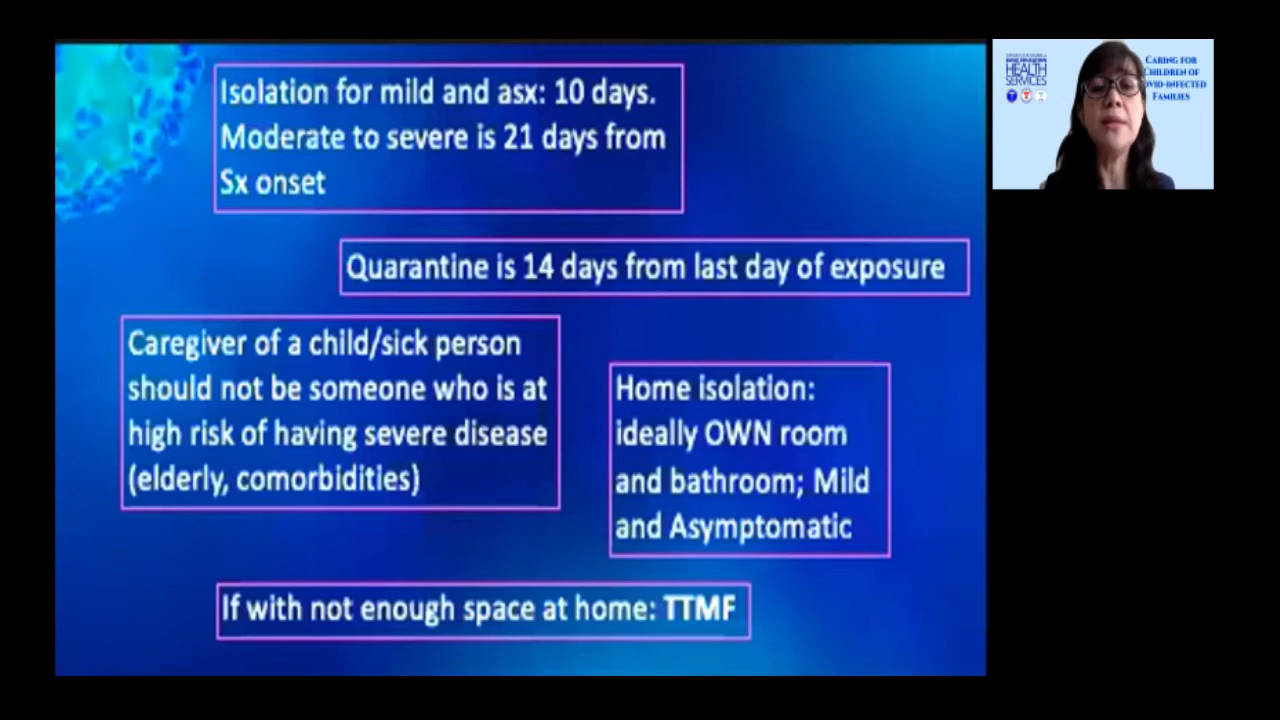 Isolation for mild and asx: 10 days.
Moderate to severe is 21 days from
Sx onset
Quarantine is 14 days from last day of exposure
Caregiver of a child/sick person
should not be someone who is at
high risk of having severe disease
(elderly, comorbidities)
Home isolation:
ideally OWN room
and bathroom; Mild
and Asymptomatic
If with not enough space at home: TTMF
HEALTH
SERVICES
CARING FOR
CHILDREN OF
OVID-INFECTED
FAMILIES